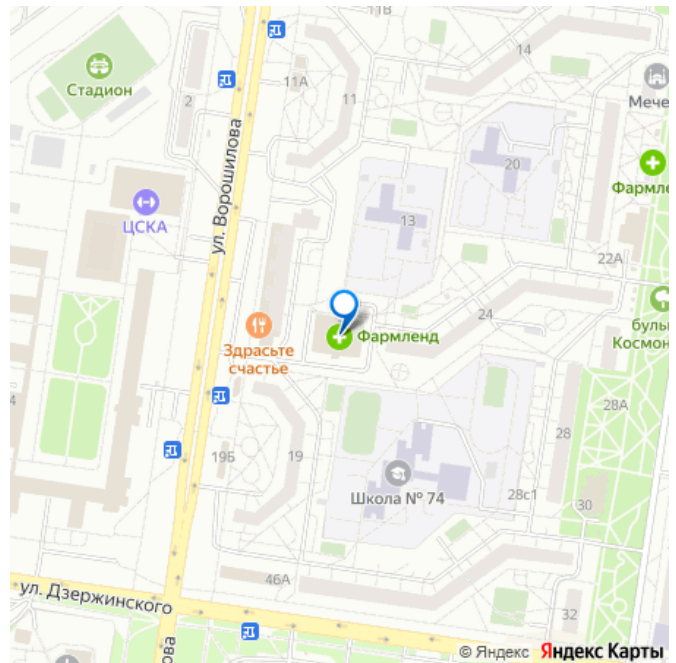 11В
14
Стадион
2
11А
11
Мече
ул. Ворошилова
20
Фармле
ЦСКА
13
22А
24
Фармленд
буль
Космон
Здрасьте
счастье
4
28А
28
19Б
19
Школа № 74
28с1
30
46А
ул. Дзержинского
32
ова
© Яндекс Яндекс Карты